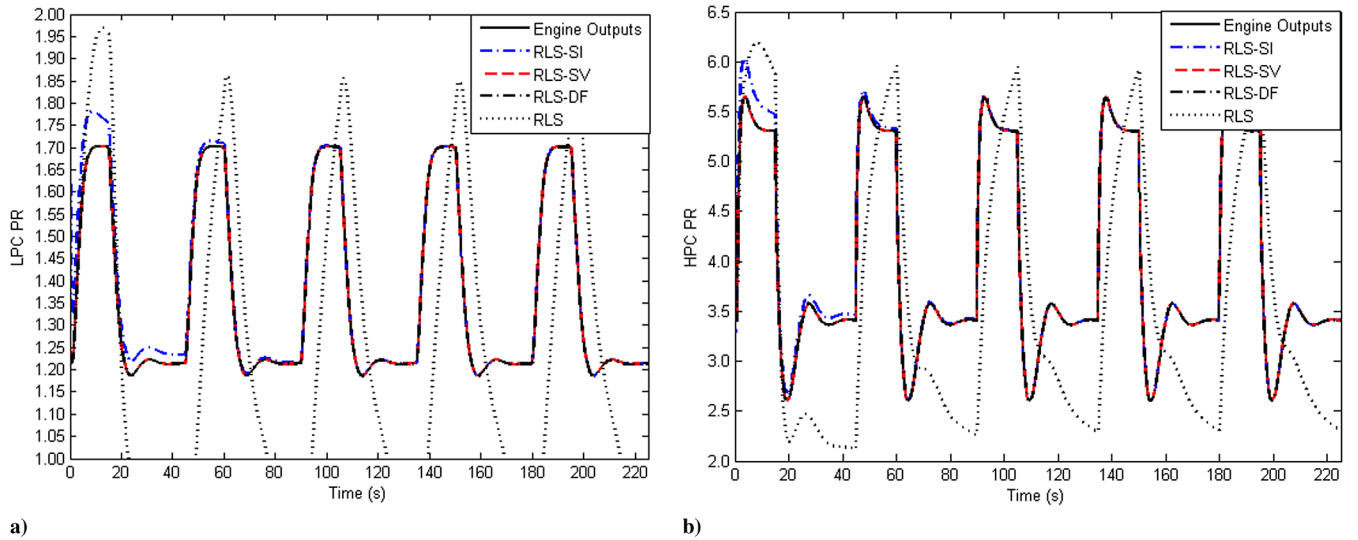 2.00
1.95
1.90
1.85
1.80
1.75
1.70
1.65
1.60
1.55
1.50
1.45
1.40
1.35
1.30
1.25
1.20
1.15
1.10
1.05
1.00
LPC PR
0 20 40 60 80 100 120 140 160 180 200 220
Time (s)
Engine Outputs
RLS-SI
RLS-SV
RLS-DF
RLS
a)
6.5
6.0
5.5
5.0
4.5
4.0
3.5
3.0
2.5
2.0
HPC PR
0 20 40 60 80 100 120 140 160 180 200 220
Time (s)
Engine Outputs
RLS-SI
RLS-SV
RLS-DF
RLS
b)